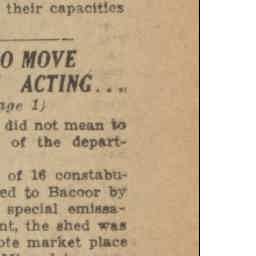 their capacities
O MOVE
ACTING...
age 1)
did not mean to
of the depart-
of 16 constabu-
ed to Bacoor by
special emissa-
nt, the shed was
ote market place